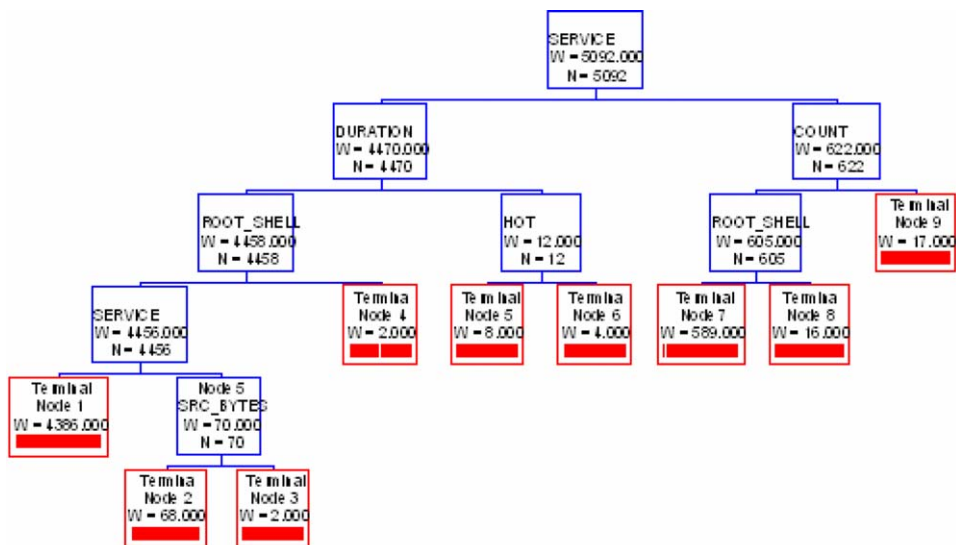 SERVICE
W = 5092.000
N = 5092
DURATION
W = 4470.000
N = 4470
COUNT
W = 622.000
N = 622
ROOT_SHELL
W = 4458.000
N = 4458
HOT
W = 12.000
N = 12
ROOT_SHELL
W = 605.000
N = 605
Terminal
Node 9
W = 17.000
SERVICE
W = 4456.000
N = 4456
Terminal
Node 4
W = 2.000
Terminal
Node 5
W = 8.000
Terminal
Node 6
W = 4.000
Terminal
Node 7
W = 589.000
Terminal
Node 8
W = 16.000
Terminal
Node 1
W = 4386.000
Node 5
SRC_BYTES
W = 70.000
N = 70
Terminal
Node 2
W = 68.000
Terminal
Node 3
W = 2.000